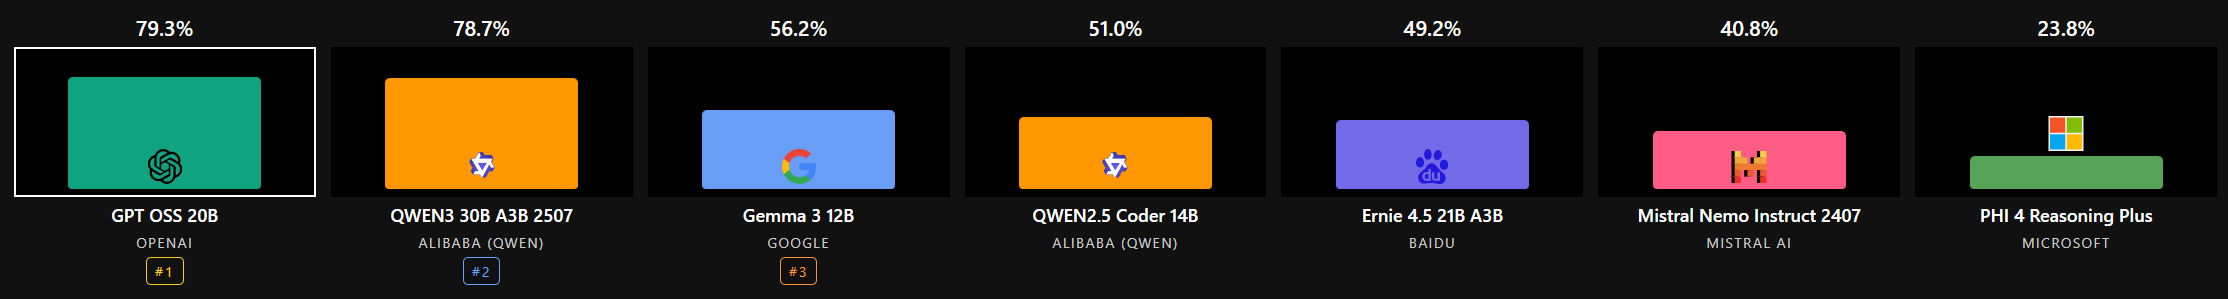 79.3%
78.7%
56.2%
51.0%
49.2%
40.8%
23.8%
du
GPT OSS 20B
QWEN3 30B A3B 2507
Gemma 3 12B
QWEN2.5 Coder 14B
Ernie 4.5 21B A3B
Mistral Nemo Instruct 2407
PHI 4 Reasoning Plus
OPENAI
ALIBABA (QWEN)
GOOGLE
ALIBABA (QWEN)
BAIDU
MISTRAL AI
MICROSOFT
#1
#2
#3